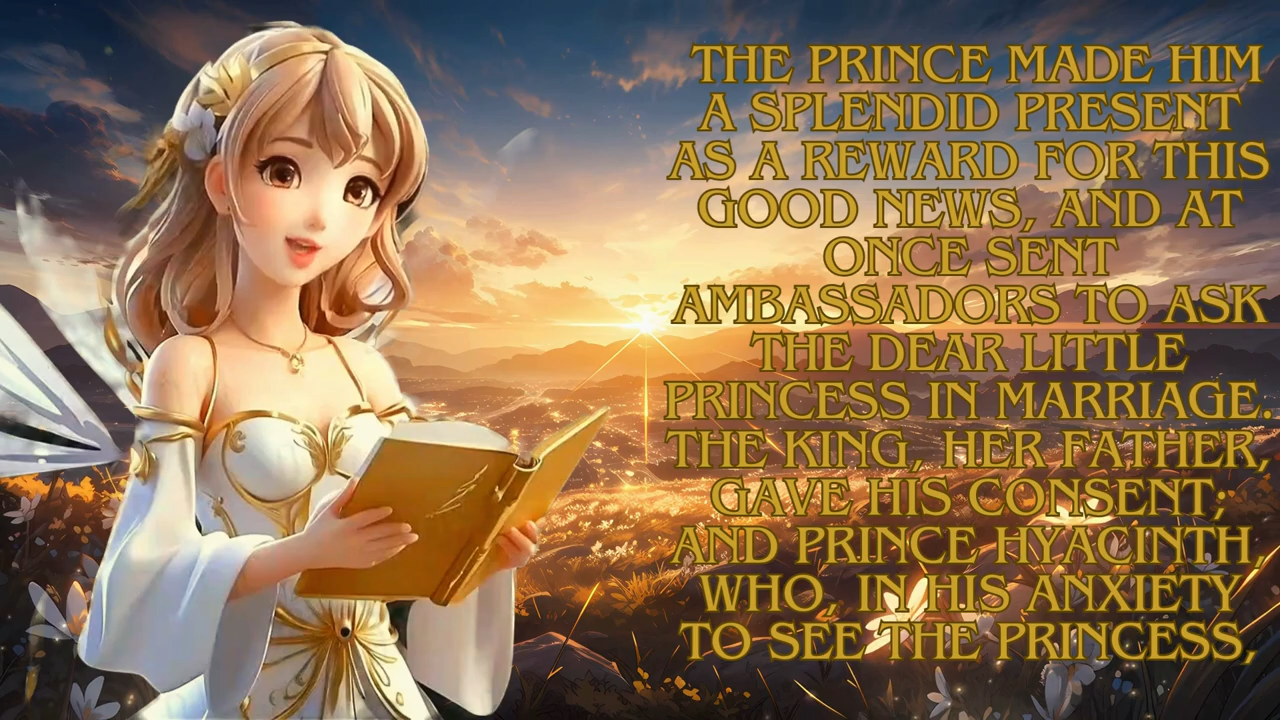 THE PRINCE MADE HIM
A SPLENDID PRESENT
AS A REWARD FOR THIS
GOOD NEWS, AND AT
ONCE SENT
AMBASSADORS TO ASK
THE DEAR LITTLE
PRINCESS IN MARRIAGE.
THE KING, HER FATHER,
GAVE HIS CONSENT;
AND PRINCE HYACINTH,
WHO, IN HIS ANXIETY
TO SEE THE PRINCESS,